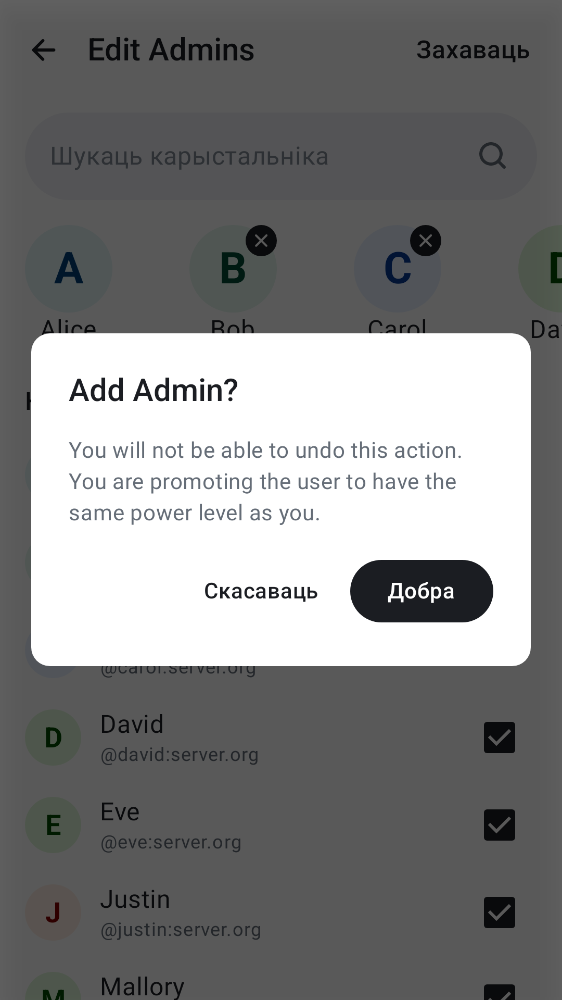 Edit Admins
Захаваць
Шукаць карыстальніка
A
B
C
D
Alice
Bob
Carol
Da
Add Admin?
You will not be able to undo this action.
You are promoting the user to have the
same power level as you.
Скасаваць
Добра
@carol:server.org
D
David
@david:server.org
E
Eve
@eve:server.org
J
Justin
@justin:server.org
M
Mallory